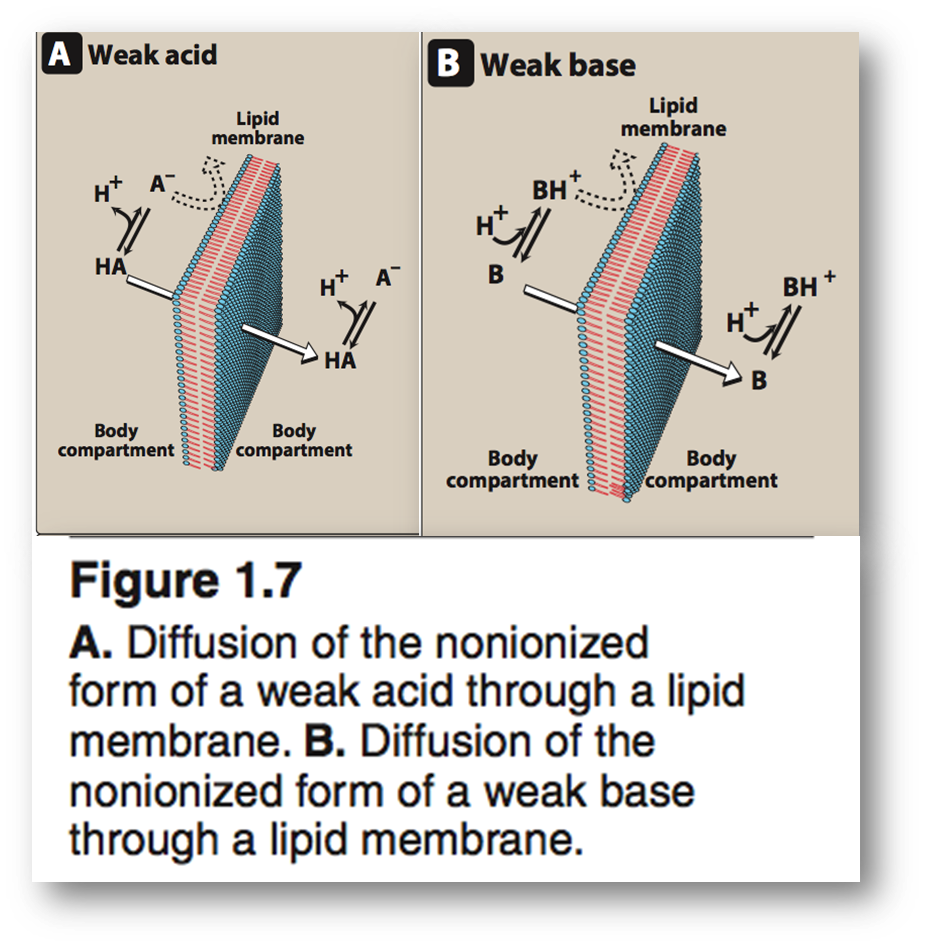 A Weak acid
Lipid
membrane
H+ A−
HA
H+ A−
HA
Body
compartment
Body
compartment
B Weak base
Lipid
membrane
BH+
H+
B
BH+
H+
B
Body
compartment
Body
compartment
Figure 1.7
A. Diffusion of the nonionized
form of a weak acid through a lipid
membrane. B. Diffusion of the
nonionized form of a weak base
through a lipid membrane.